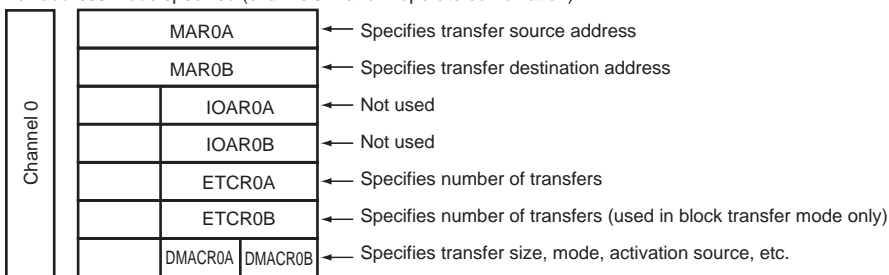 Channel 0
MAR0A Specifies transfer source address
MAR0B Specifies transfer destination address
IOAR0A Not used
IOAR0B Not used
ETCR0A Specifies number of transfers
ETCR0B Specifies number of transfers (used in block transfer mode only)
DMACR0A DMACR0B Specifies transfer size, mode, activation source, etc.